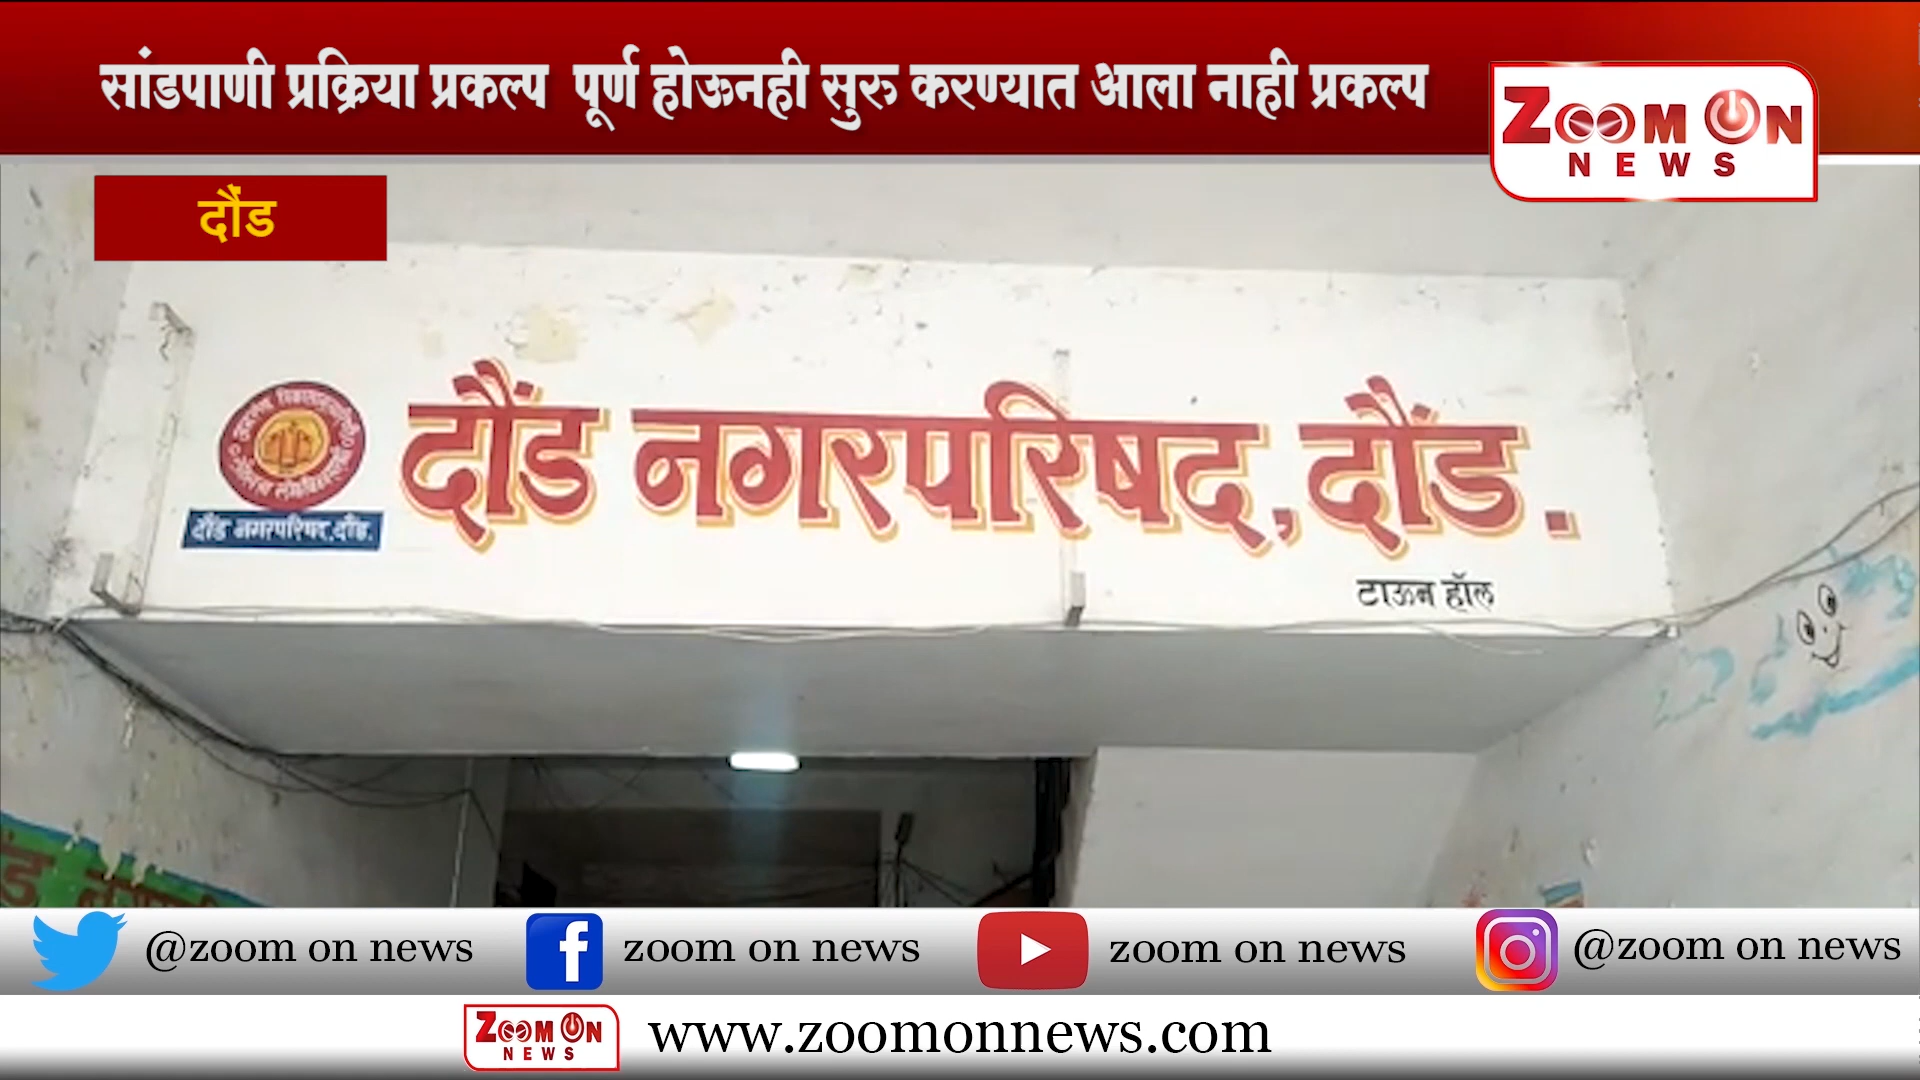 सांडपाणी प्रक्रिया प्रकल्प पूर्ण होऊनही सुरु करण्यात आला नाही प्रकल्प
ZOOM ON
NEWS
दौंड
दौंड नगरपरिषद, दौंड.
दौंड नगरपरिषद, दौंड.
टाऊन हॉल
@zoom on news
zoom on news
zoom on news
@zoom on news
ZOOM ON
NEWS
www.zoomonnews.com